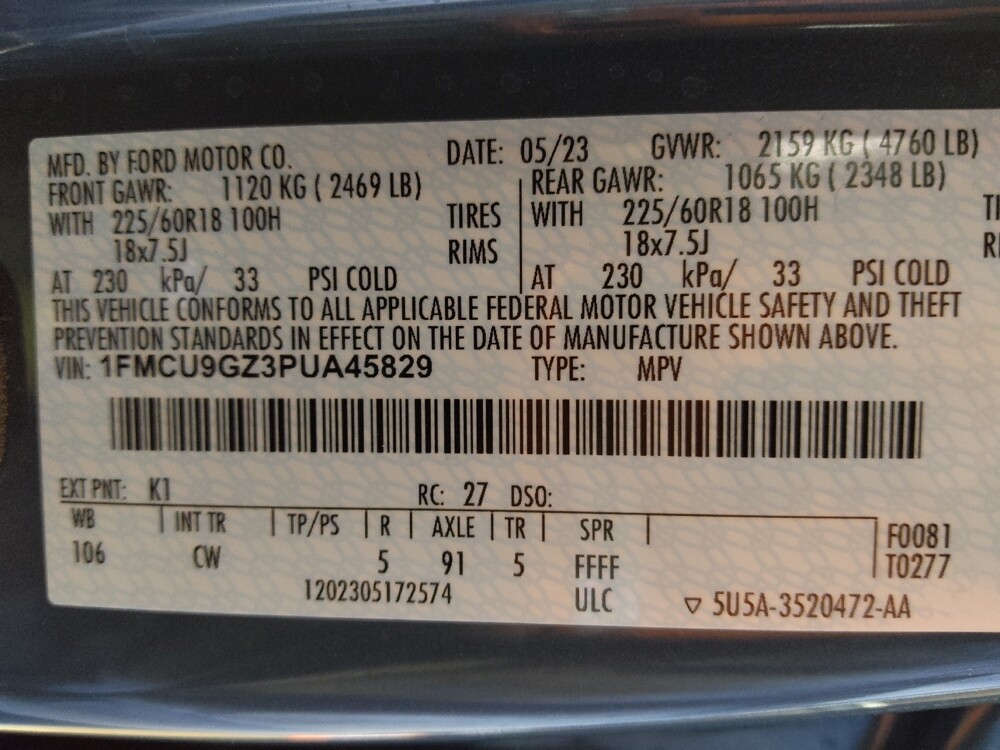 MFD. BY FORD MOTOR CO. DATE: 05/23 GVWR: 2159 KG ( 4760 LB)
FRONT GAWR: 1120 KG ( 2469 LB) REAR GAWR: 1065 KG ( 2348 LB)
WITH 225/60R18 100H TIRES WITH 225/60R18 100H
18x7.5J RIMS 18x7.5J
AT 230 kPa/ 33 PSI COLD AT 230 kPa/ 33 PSI COLD
THIS VEHICLE CONFORMS TO ALL APPLICABLE FEDERAL MOTOR VEHICLE SAFETY AND THEFT
PREVENTION STANDARDS IN EFFECT ON THE DATE OF MANUFACTURE SHOWN ABOVE.
VIN: 1FMCU9GZ3PUA45829 TYPE: MPV
EXT PNT: K1 RC: 27 DSO:
WB INT TR TP/PS R AXLE TR SPR F0081
106 CW 5 91 5 FFFF T0277
1202305172574 ULC ▽ 5U5A-3520472-AA